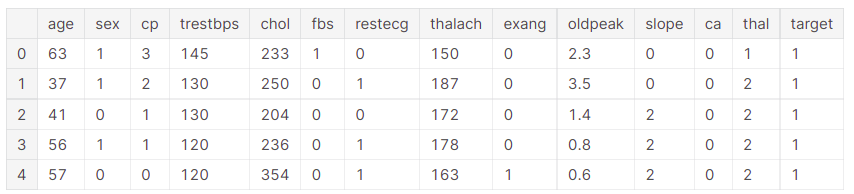 age sex cp trestbps chol fbs restecg thalach exang oldpeak slope ca thal target
0 63 1 3 145 233 1 0 150 0 2.3 0 0 1 1
1 37 1 2 130 250 0 1 187 0 3.5 0 0 2 1
2 41 0 1 130 204 0 0 172 0 1.4 2 0 2 1
3 56 1 1 120 236 0 1 178 0 0.8 2 0 2 1
4 57 0 0 120 354 0 1 163 1 0.6 2 0 2 1